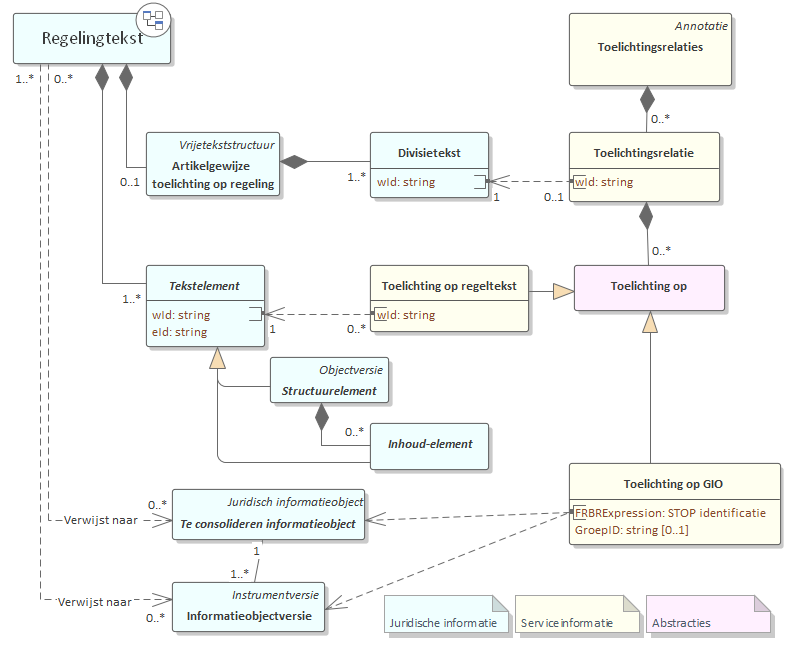 Regelingtekst
Annotatie
Toelichtingsrelaties
1..*
0..*
0..*
Vrijetekststructuur
Artikelgewijze
toelichting op regeling
0..1
Divisietekst
wId: string
1..*
1
Toelichtingsrelatie
wId: string
0..1
0..*
Tekstelement
wId: string
eId: string
1..*
1
Toelichting op regeltekst
wId: string
0..*
Toelichting op
Objectversie
Structuurelement
0..*
Inhoud-element
Toelichting op GIO
FRBRExpression: STOP identificatie
GroepID: string [0..1]
Juridisch informatieobject
Te consolideren informatieobject
0..*
Verwijst naar
1
1..*
Instrumentversie
Informatieobjectversie
Verwijst naar
0..*
Juridische informatie
Serviceinformatie
Abstracties